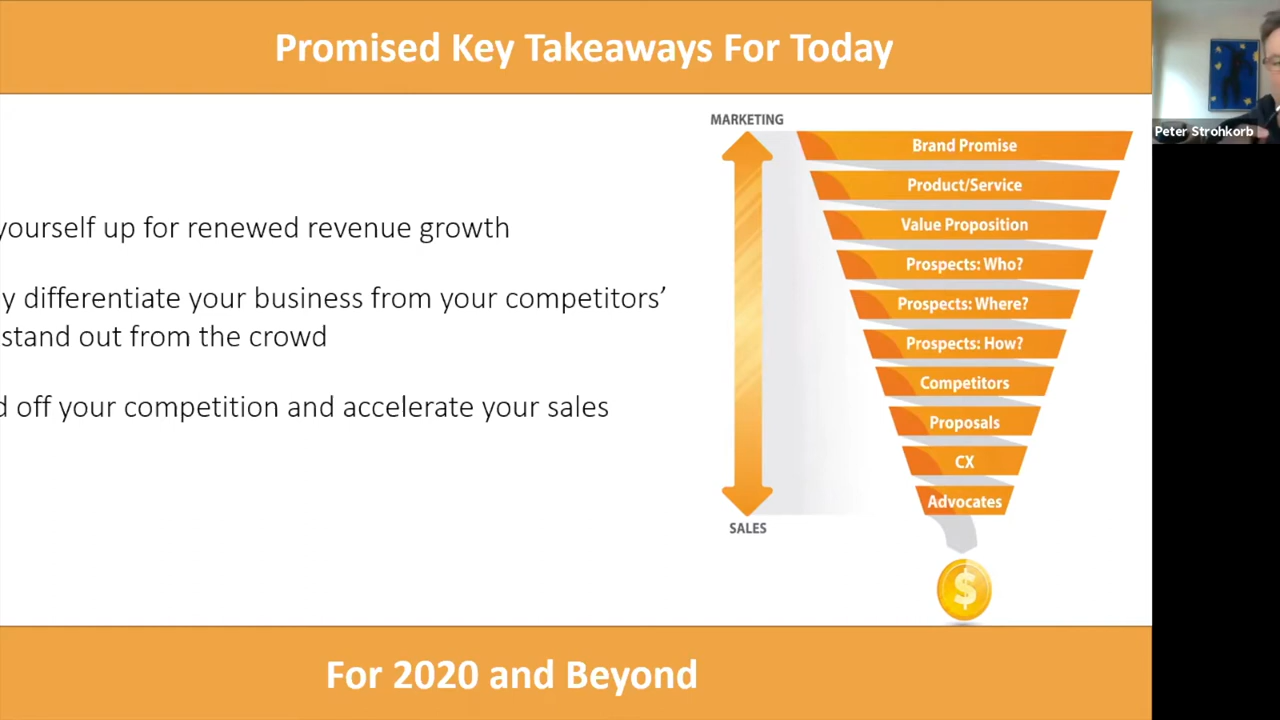 Promised Key Takeaways For Today
yourself up for renewed revenue growth
y differentiate your business from your competitors’
stand out from the crowd
d off your competition and accelerate your sales
MARKETING
Brand Promise
Product/Service
Value Proposition
Prospects: Who?
Prospects: Where?
Prospects: How?
Competitors
Proposals
CX
Advocates
SALES
$
For 2020 and Beyond
Peter Strohkorb